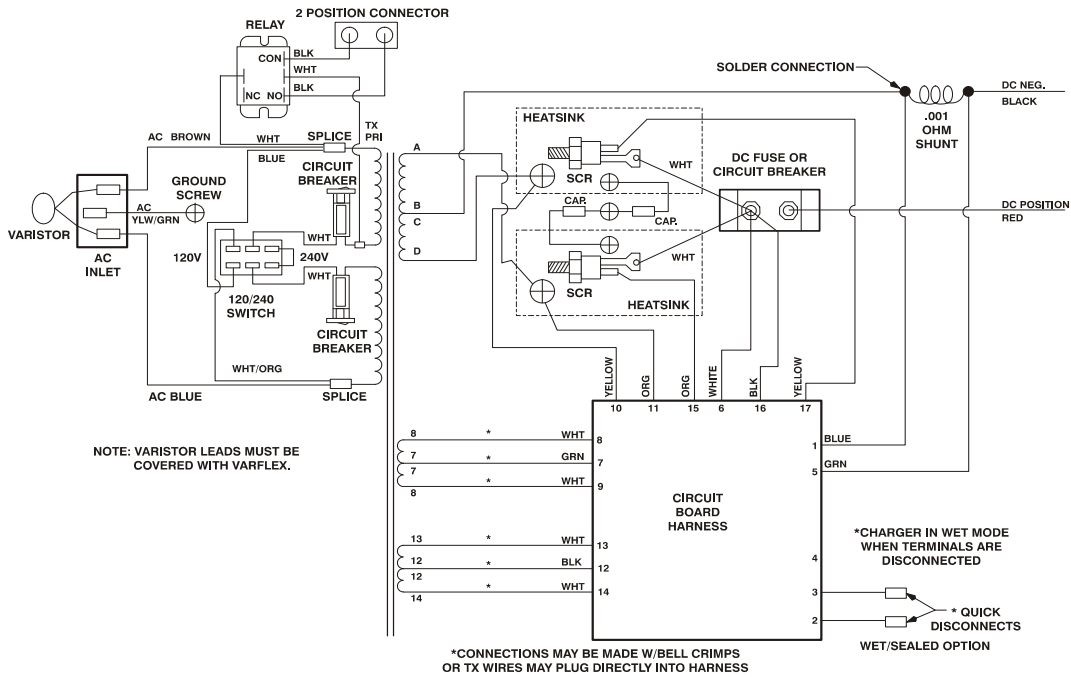 2 POSITION CONNECTOR
RELAY
CON
BLK
WHT
NC NO
BLK
SOLDER CONNECTION
DC NEG.
BLACK
.001
OHM
SHUNT
AC BROWN
WHT
SPLICE
TX
PRI
BLUE
HEATSINK
A
WHT
SCR
DC FUSE OR
CIRCUIT BREAKER
GROUND
SCREW
CIRCUIT
BREAKER
AC
YLW/GRN
VARISTOR
B
C
CAP.
CAP.
DC POSITION
RED
WHT
D
120V
240V
AC
INLET
WHT
WHT
SCR
HEATSINK
120/240
SWITCH
CIRCUIT
BREAKER
WHT/ORG
AC BLUE
SPLICE
YELLOW
ORG
ORG
WHITE
BLK
YELLOW
10
11
15
6
16
17
NOTE: VARISTOR LEADS MUST BE
COVERED WITH VARFLEX.
8 * WHT 8
1 BLUE
7 * GRN 7
5 GRN
7 * WHT 9
8
CIRCUIT
BOARD
HARNESS
*CHARGER IN WET MODE
WHEN TERMINALS ARE
DISCONNECTED
13 * WHT 13
12 * BLK 12
4
12 * WHT 14
14
3
2
* QUICK
DISCONNECTS
WET/SEALED OPTION
*CONNECTIONS MAY BE MADE W/BELL CRIMPS
OR TX WIRES MAY PLUG DIRECTLY INTO HARNESS